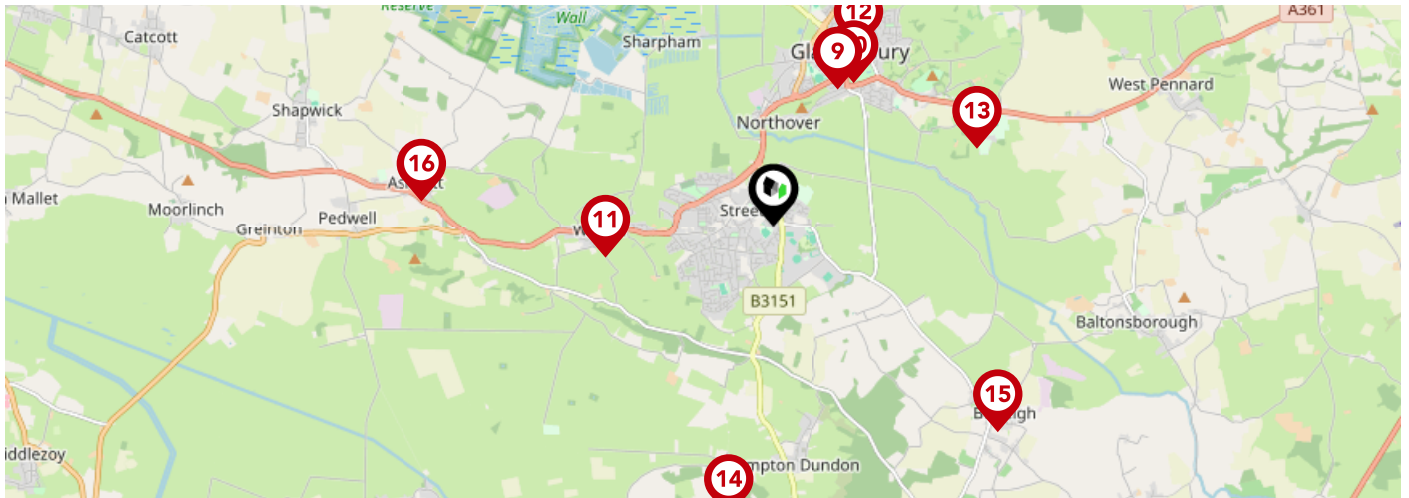 Reserve
Wall
A361
Catcott
Sharpham
12
9
West Pennard
Shapwick
13
Northover
16
Mallet
Moorlinch
Pedwell
11
Greinton
B3151
Baltonsborough
15
14